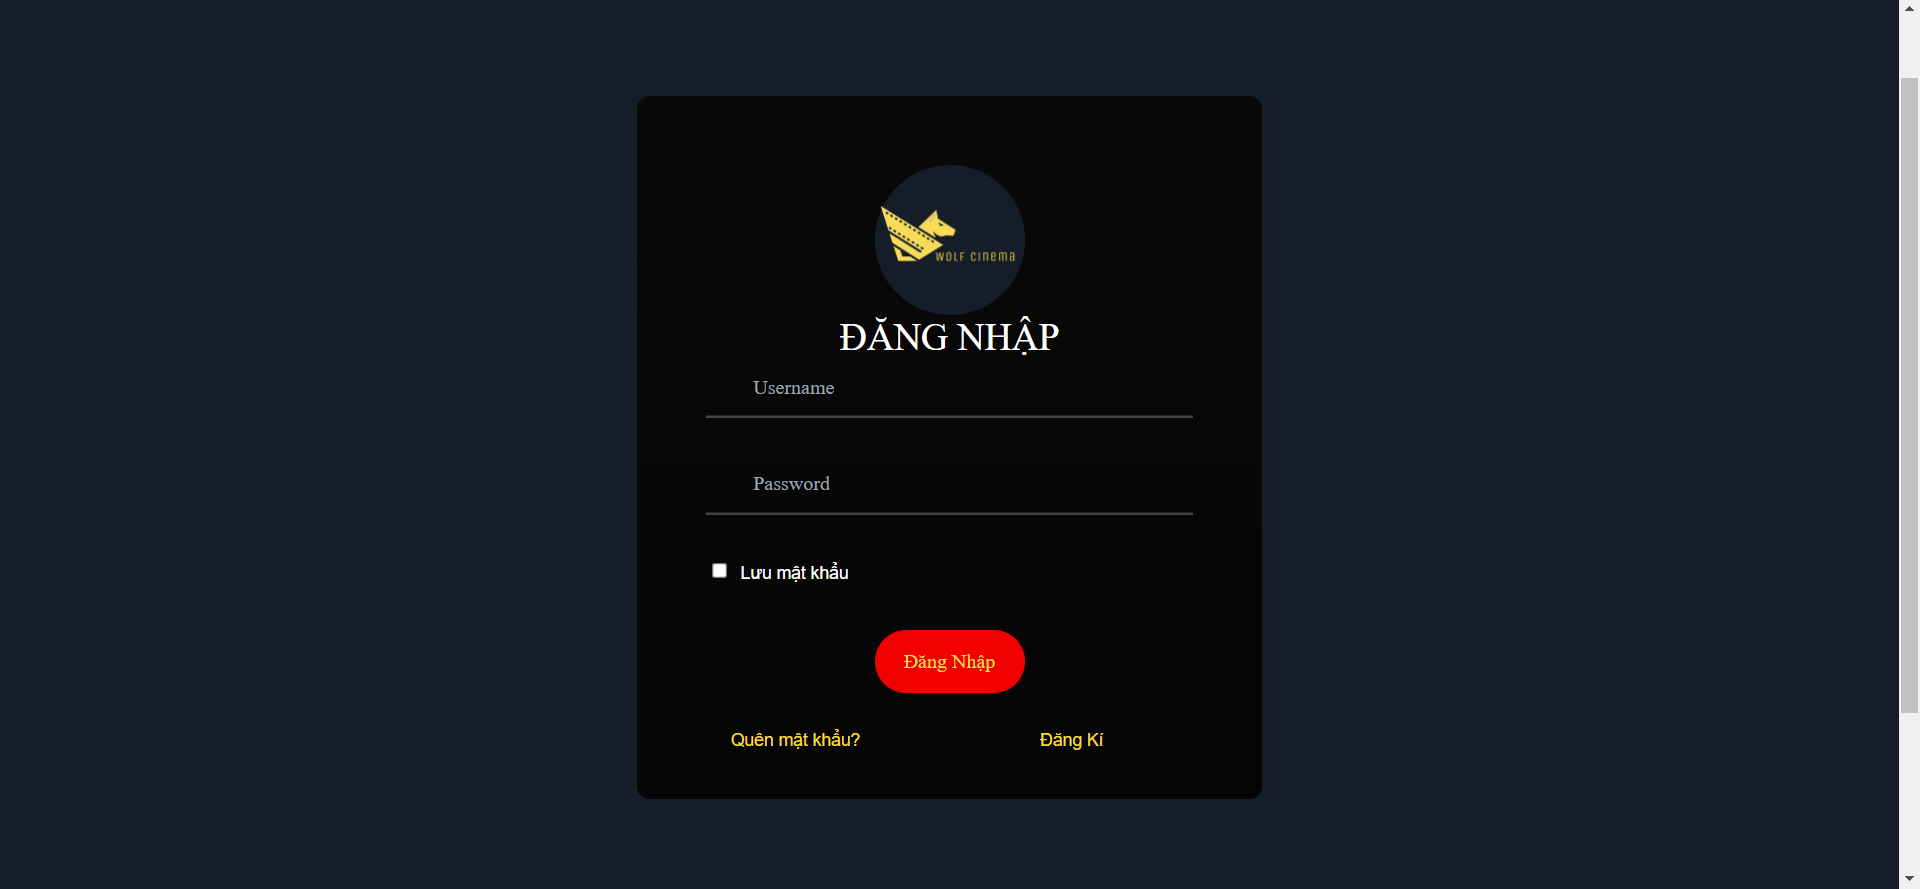 WOLF CINEMA
ĐĂNG NHẬP
Username
Password
Lưu mật khẩu
Đăng Nhập
Quên mật khẩu?
Đăng Kí